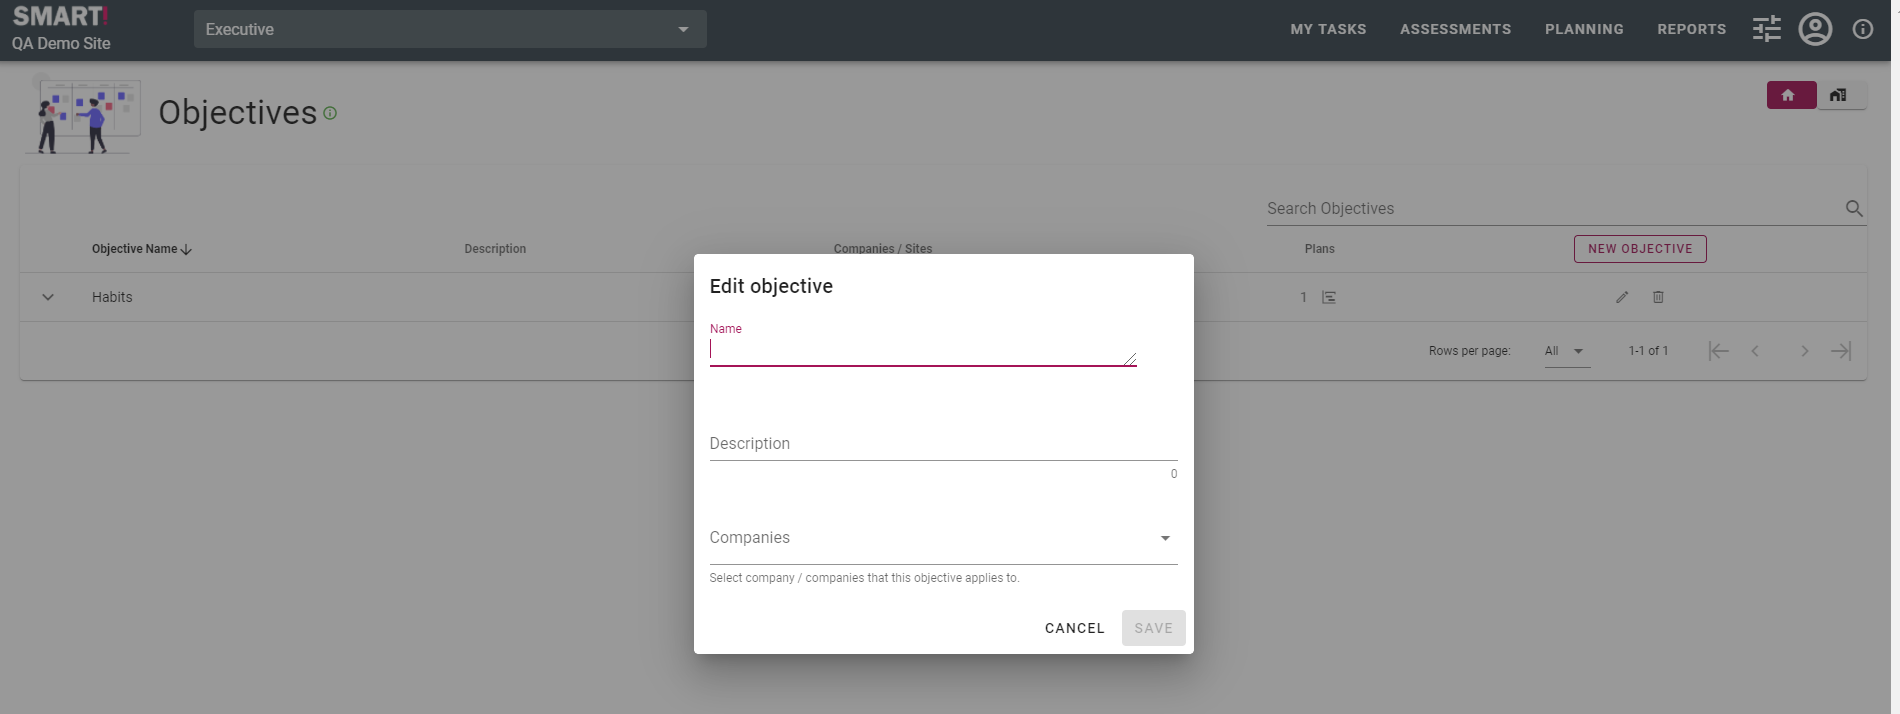 SMART!
QA Demo Site
Executive
MY TASKS ASSESSMENTS PLANNING REPORTS
Objectives
Search Objectives
Objective Name Description Companies / Sites Plans NEW OBJECTIVE
Habits 1
Rows per page: All 1-1 of 1
Edit objective
Name
Description
0
Companies
Select company / companies that this objective applies to.
CANCEL SAVE